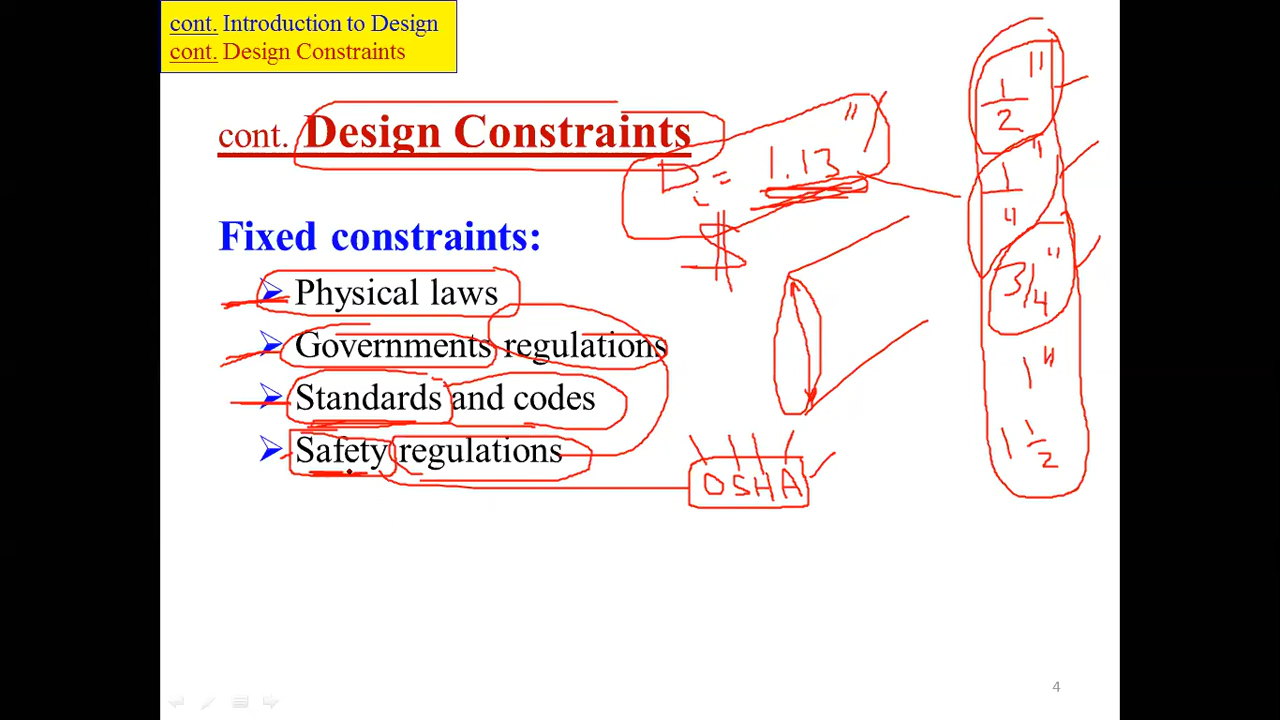 cont. Introduction to Design
cont. Design Constraints
cont. Design Constraints
Dᵢ = 1.13"
Fixed constraints:
Physical laws
Governments regulations
Standards and codes
Safety regulations
OSHA
1/2"
1/4"
3/4"
1"
1 1/2
4